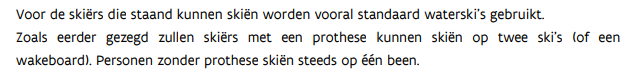 Voor de skiërs die staand kunnen skiën worden vooral standaard waterski's gebruikt.
Zoals eerder gezegd zullen skiërs met een prothese kunnen skiën op twee ski's (of een
wakeboard). Personen zonder prothese skiën steeds op één been.